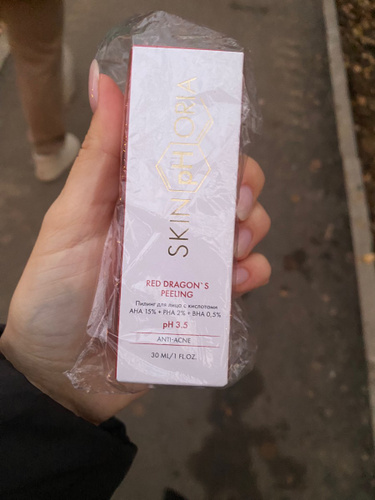 SKINPHLORIA
RED DRAGON`S
PEELING
Пилинг для лица с кислотами
AHA 15% + PHA 2% + BHA 0,5%
pH 3.5
ANTI-ACNE
30 ML/1 FL.OZ.